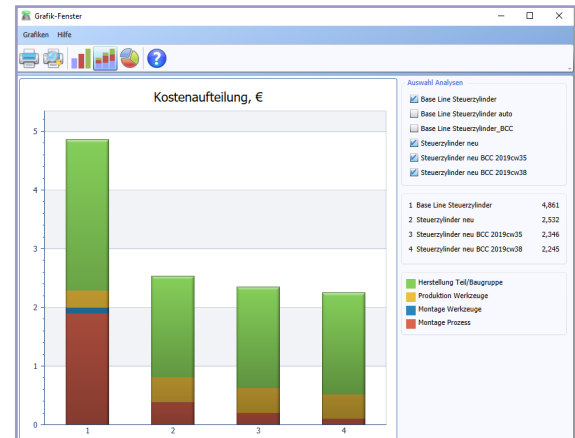 Grafik-Fenster
Grafiken Hilfe
Kostenaufteilung, €
5
4
3
2
1
0
1 2 3 4
Auswahl Analysen
Base Line Steuerzylinder
Base Line Steuerzylinder auto
Base Line Steuerzylinder_BCC
Steuerzylinder neu
Steuerzylinder neu BCC 2019cw35
Steuerzylinder neu BCC 2019cw38
1 Base Line Steuerzylinder 4,861
2 Steuerzylinder neu 2,532
3 Steuerzylinder neu BCC 2019cw35 2,346
4 Steuerzylinder neu BCC 2019cw38 2,245
Herstellung Teil/Baugruppe
Produktion Werkzeuge
Montage Werkzeuge
Montage Prozess